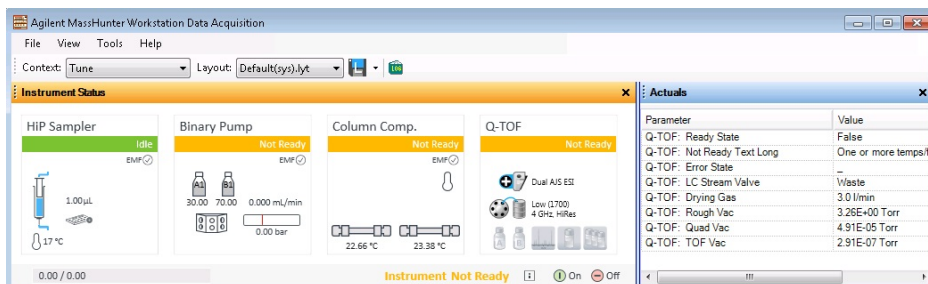 Agilent MassHunter Workstation Data Acquisition
File View Tools Help
Context: Tune Layout: Default(sys).lyt
LOG
Instrument Status
HiP Sampler
Idle
EMF
1.00µL
17 °C
Binary Pump
Not Ready
EMF
A1 B1
30.00 70.00 0.000 mL/min
0.00 bar
Column Comp.
Not Ready
EMF
22.66 °C 23.38 °C
Q-TOF
Not Ready
Dual AJS ESI
Low (1700)
4 GHz, HiRes
A B
0.00 / 0.00 Instrument Not Ready On Off
Actuals
Parameter Value
Q-TOF: Ready State False
Q-TOF: Not Ready Text Long One or more temps/f
Q-TOF: Error State _
Q-TOF: LC Stream Valve Waste
Q-TOF: Drying Gas 3.0 l/min
Q-TOF: Rough Vac 3.26E+00 Torr
Q-TOF: Quad Vac 4.91E-05 Torr
Q-TOF: TOF Vac 2.91E-07 Torr